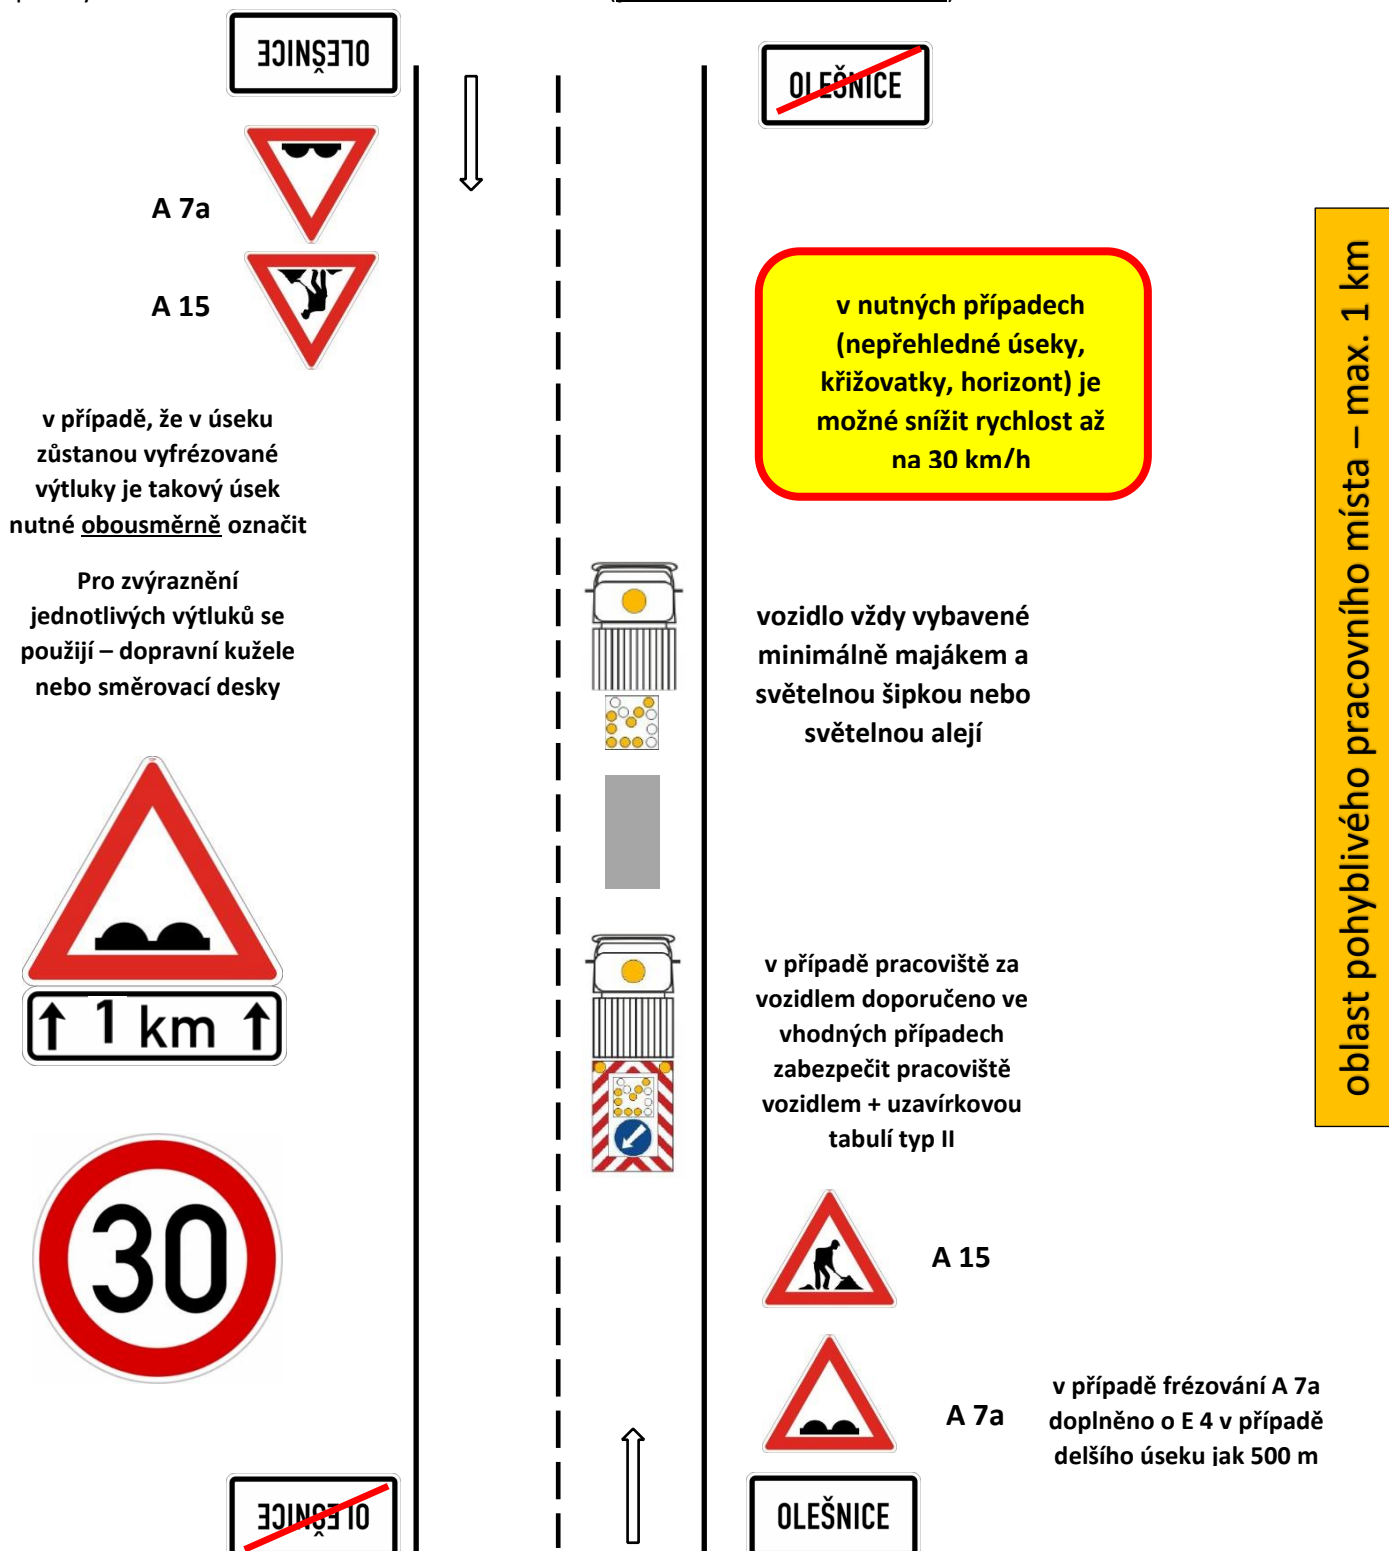 OLEŠNICE
OLEŠNICE
A 7a
A 15
v nutných případech
(nepřehledné úseky,
křižovatky, horizont) je
možné snížit rychlost až
na 30 km/h
v případě, že v úseku
zůstanou vyfrézované
výtluky je takový úsek
nutné obousměrně označit
Pro zvýraznění
jednotlivých výtluků se
použijí – dopravní kužele
nebo směrovací desky
vozidlo vždy vybavené
minimálně majákem a
světelnou šipkou nebo
světelnou alejí
1 km
v případě pracoviště za
vozidlem doporučeno ve
vhodných případech
zabezpečit pracoviště
vozidlem + uzavírkovou
tabulí typ II
30
A 15
A 7a
v případě frézování A 7a
doplněno o E 4 v případě
delšího úseku jak 500 m
OLEŠNICE
OLEŠNICE
oblast pohyblivého pracovního místa – max. 1 km